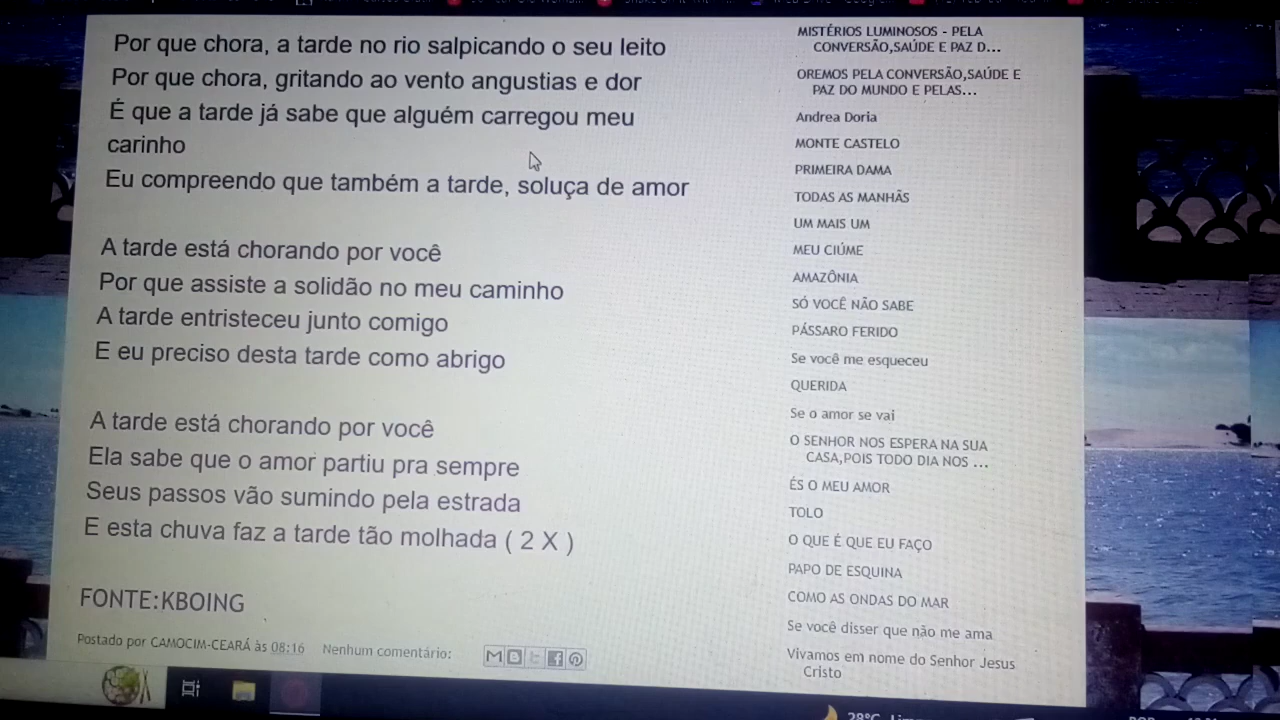 Por que chora, a tarde no rio salpicando o seu leito
Por que chora, gritando ao vento angustias e dor
É que a tarde já sabe que alguém carregou meu
carinho
Eu compreendo que também a tarde, soluça de amor
A tarde está chorando por você
Por que assiste a solidão no meu caminho
A tarde entristeceu junto comigo
E eu preciso desta tarde como abrigo
A tarde está chorando por você
Ela sabe que o amor partiu pra sempre
Seus passos vão sumindo pela estrada
E esta chuva faz a tarde tão molhada ( 2 X )
FONTE:KBOING
Postado por CAMOCIM-CEARÁ às 08:16 Nenhum comentário:
MISTÉRIOS LUMINOSOS - PELA
CONVERSÃO,SAÚDE E PAZ D...
OREMOS PELA CONVERSÃO,SAÚDE E
PAZ DO MUNDO E PELAS...
Andrea Doria
MONTE CASTELO
PRIMEIRA DAMA
TODAS AS MANHÃS
UM MAIS UM
MEU CIÚME
AMAZÔNIA
SÓ VOCÊ NÃO SABE
PÁSSARO FERIDO
Se você me esqueceu
QUERIDA
Se o amor se vai
O SENHOR NOS ESPERA NA SUA
CASA,POIS TODO DIA NOS ...
ÉS O MEU AMOR
TOLO
O QUE É QUE EU FAÇO
PAPO DE ESQUINA
COMO AS ONDAS DO MAR
Se você disser que não me ama
Vivamos em nome do Senhor Jesus
Cristo
28°C